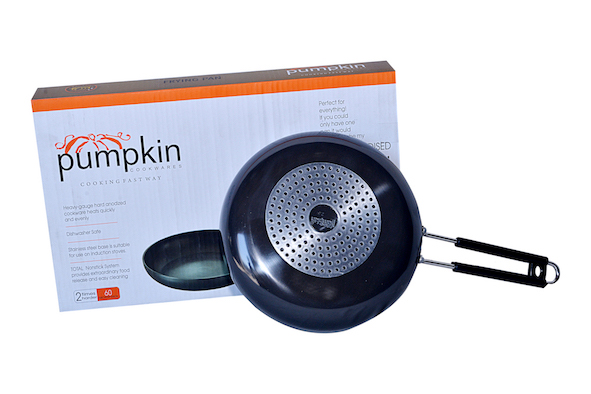 FRYING PAN
pumpkin
Perfect for
everything!
If you could
only have one
pumpkin
COOKWARES
COOKING FAST WAY
Heavy gauge hard anodized
cookware heats quickly
and evenly.
Dishwasher Safe
Stainless steel base is suitable
for use on induction stoves.
TOTAL Nonstick System
provides extraordinary food
release and easy cleaning.
2
60